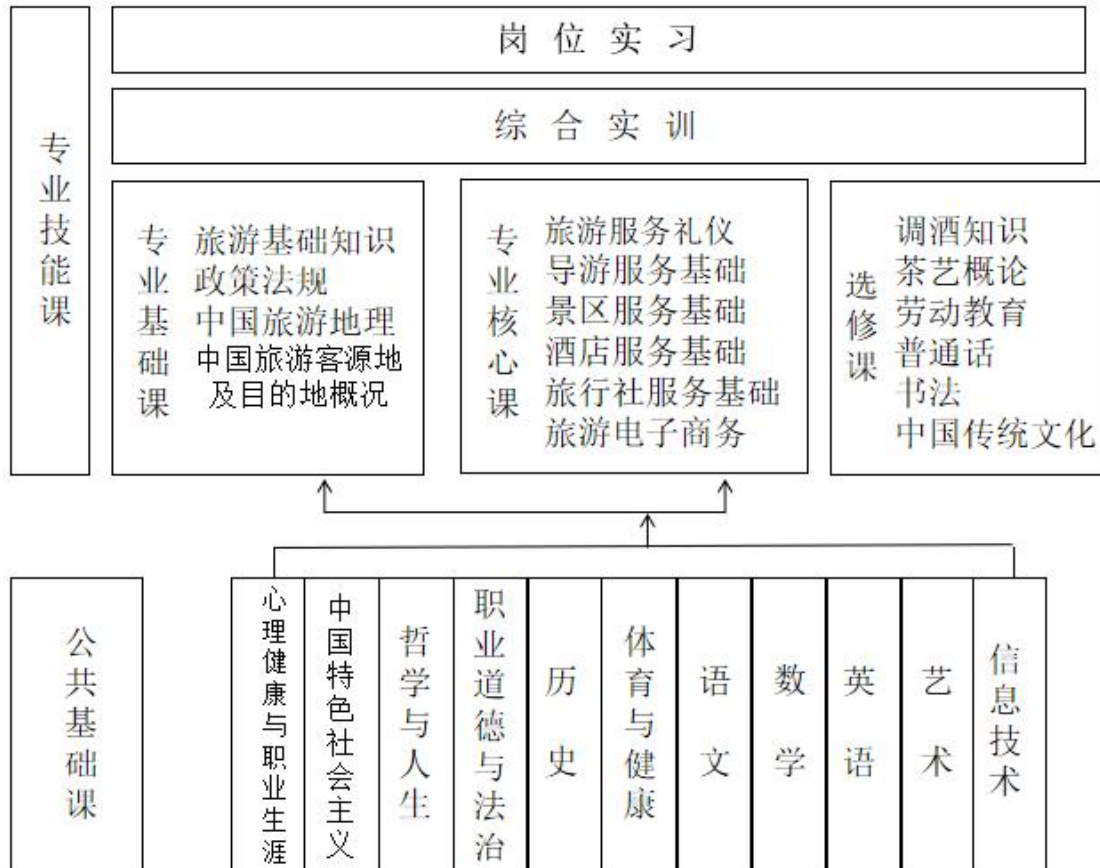 岗位实习
综合实训
专业技能课
专业基础课
旅游基础知识
政策法规
中国旅游地理
中国旅游客源地
及目的地概况
专业核心课
旅游服务礼仪
导游服务基础
景区服务基础
酒店服务基础
旅行社服务基础
旅游电子商务
选修课
调酒知识
茶艺概论
劳动教育
普通话
书法
中国传统文化
公共基础课
心理健康与职业生涯
中国特色社会主义
哲学与人生
职业道德与法治
历史
体育与健康
语文
数学
英语
艺术
信息技术